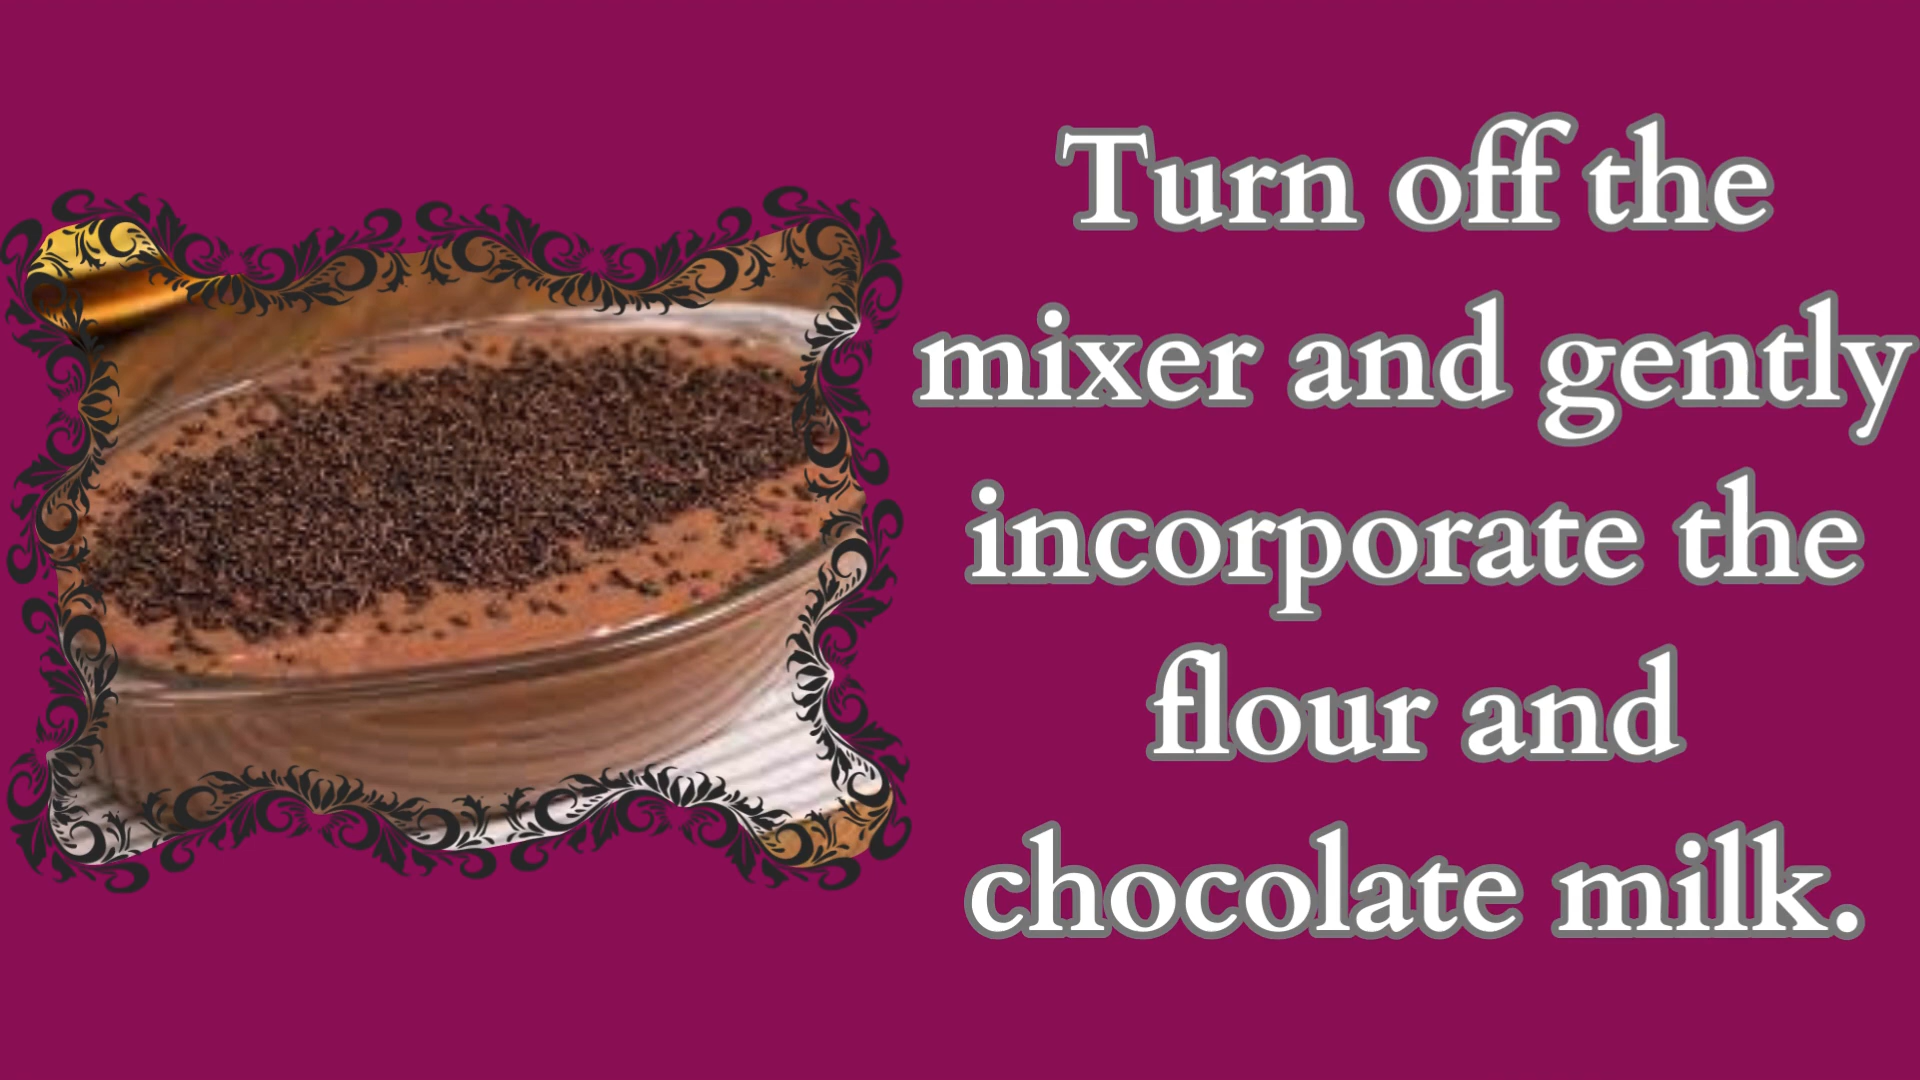 Turn off the
mixer and gently
incorporate the
flour and
chocolate milk.